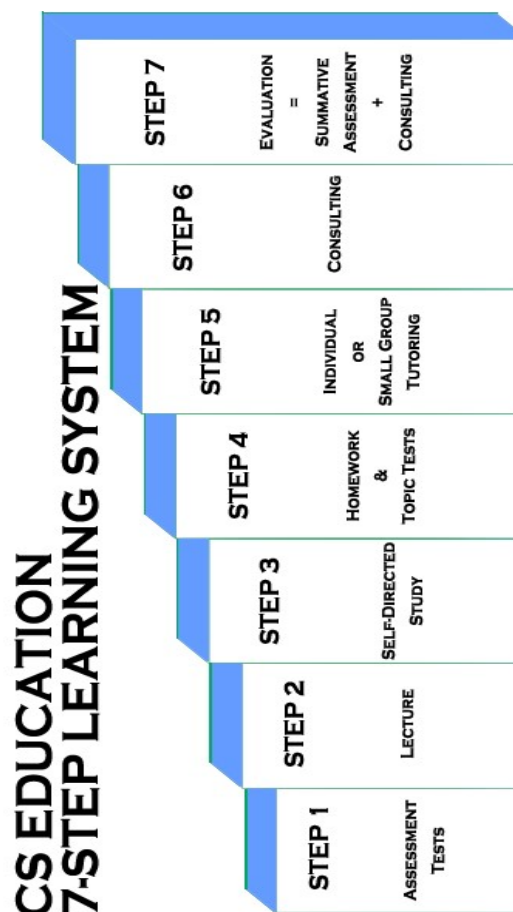 CS EDUCATION
7-STEP LEARNING SYSTEM
STEP 1
ASSESSMENT
TESTS
STEP 2
LECTURE
STEP 3
SELF-DIRECTED
STUDY
STEP 4
HOMEWORK
&
TOPIC TESTS
STEP 5
INDIVIDUAL
OR
SMALL GROUP
TUTORING
STEP 6
CONSULTING
STEP 7
EVALUATION
=
SUMMATIVE
ASSESSMENT
+
CONSULTING